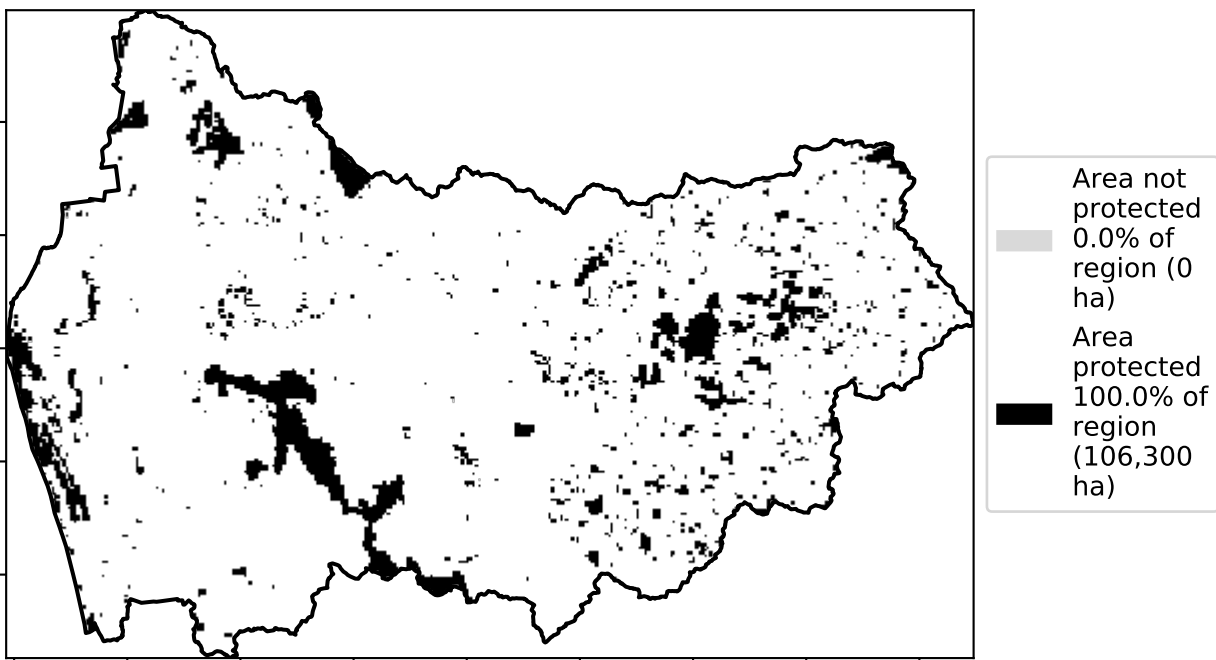 Area not
protected
0.0% of
region (0
ha)
Area
protected
100.0% of
region
(106,300
ha)